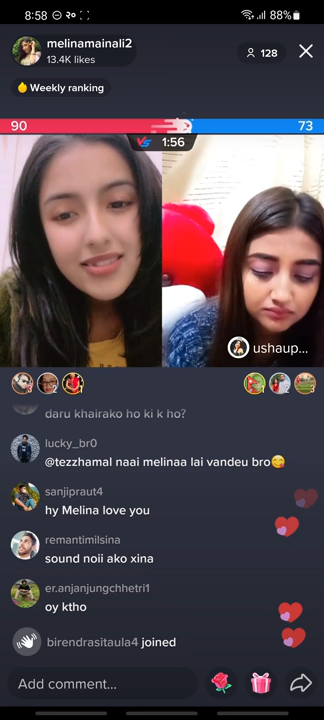 8:58 २० 88%
melinamainali2
13.4K likes
128
Weekly ranking
90 73
VS 1:56
ushaup...
daru khairako ho ki k ho?
lucky_br0
@tezzhamal naai melinaa lai vandeu bro😋
sanjipraut4
hy Melina love you
remantimilsina
sound noii ako xina
er.anjanjungchhetri1
oy ktho
birendrasitaula4 joined
Add comment...